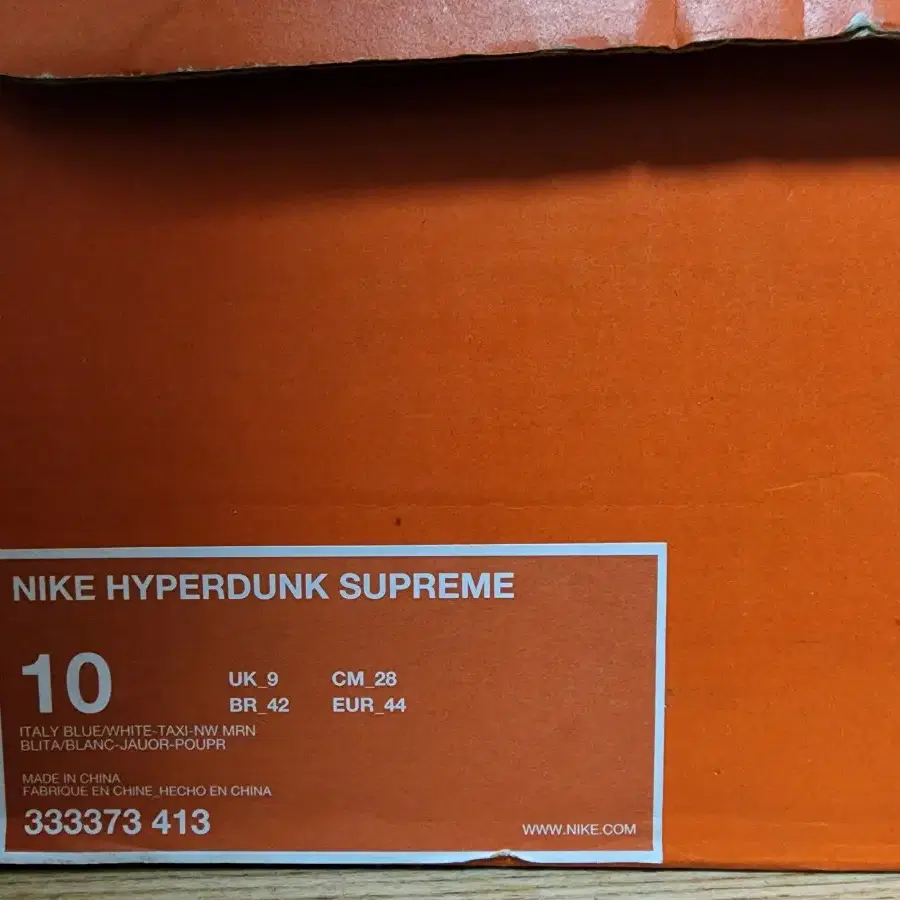 NIKE HYPERDUNK SUPREME
10
UK_9 CM_28
BR_42 EUR_44
ITALY BLUE/WHITE-TAXI-NW MRN
BLITA/BLANC-JAUOR-POUPR
MADE IN CHINA
FABRIQUE EN CHINE_HECHO EN CHINA
333373 413
WWW.NIKE.COM